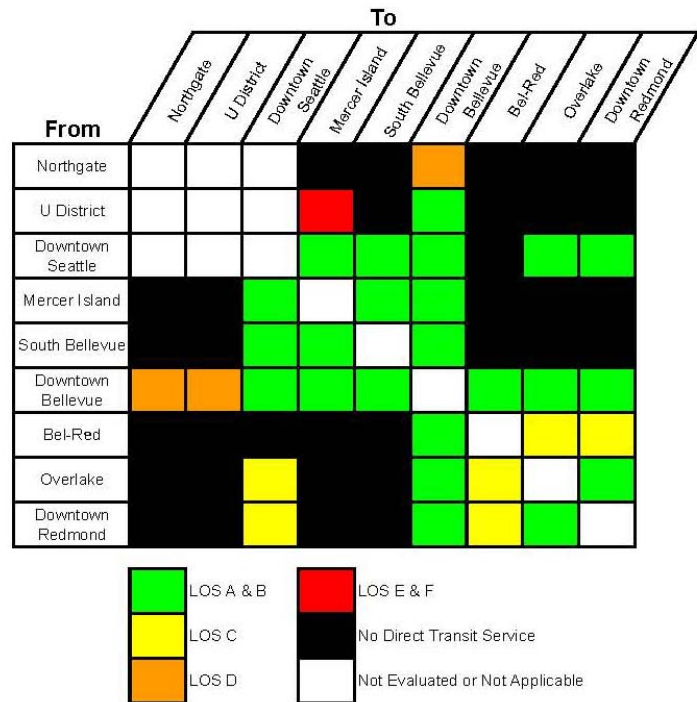 To
Northgate
U District
Downtown
Seattle
Mercer Island
South Bellevue
Downtown
Bellevue
Bel-Red
Overlake
Downtown
Redmond
From
Northgate
U District
Downtown
Seattle
Mercer Island
South Bellevue
Downtown
Bellevue
Bel-Red
Overlake
Downtown
Redmond
LOS A & B
LOS E & F
LOS C
No Direct Transit Service
LOS D
Not Evaluated or Not Applicable